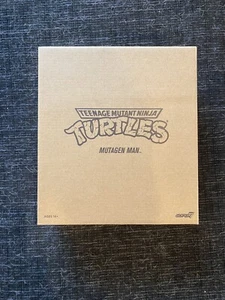 TEENAGE MUTANT NINJA
TURTLES
MUTAGEN MAN.